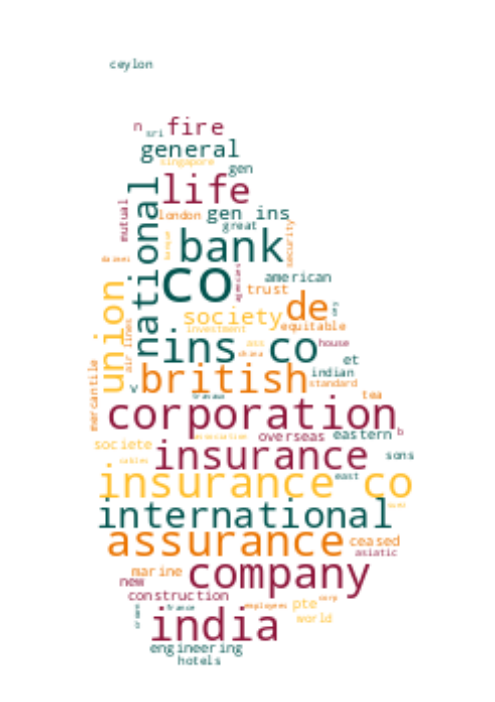 ceylon
n sri fire
general
singapore
gen
life
national
mutual
london gen ins
great
security
bank
co
american
trust
de
society
equitable
investment
union
air lines
ins co
house
china
et
british
indian
standard
v
mercantile
tea
corporation
association
overseas eastern b
societe
insurance
sons
east
insurance co
international
assurance
ceased
asiatic
marine
new
company
construction
france
employees
pte
corp
world
india
engineering
hotels